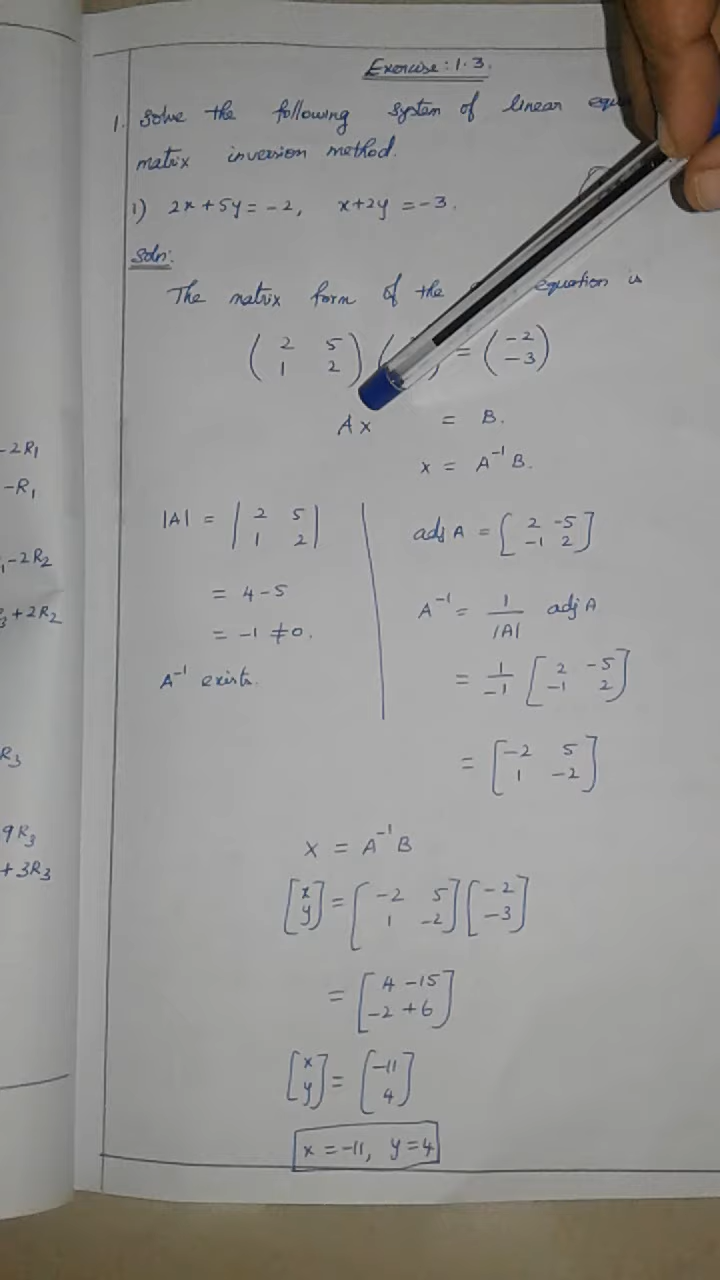 Exercise: 1.3.
1. Solve the following system of linear
matrix inversion method.
1) 2x + 5y = -2, x + 2y = -3.
Soln:
The matrix form of the equation is
( 2 5 ) ( = ( -2 )
1 2 -3
A x = B.
x = A⁻¹ B.
|A| = | 2 5 |
1 2
= 4 - 5
= -1 ≠ 0.
A⁻¹ exists.
adj A = [ 2 -5 ]
-1 2
A⁻¹ = 1/|A| adj A
= 1/-1 [ 2 -5 ]
-1 2
= [ -2 5 ]
1 -2
x = A⁻¹ B
[ x ] = [ -2 5 ] [ -2 ]
y 1 -2 -3
= [ 4 - 15 ]
-2 + 6
[ x ] = [ -11 ]
y 4
x = -11, y = 4
-2R₁
-R₁
-2R₂
+ 2R₂
R₃
9R₃
+ 3R₃